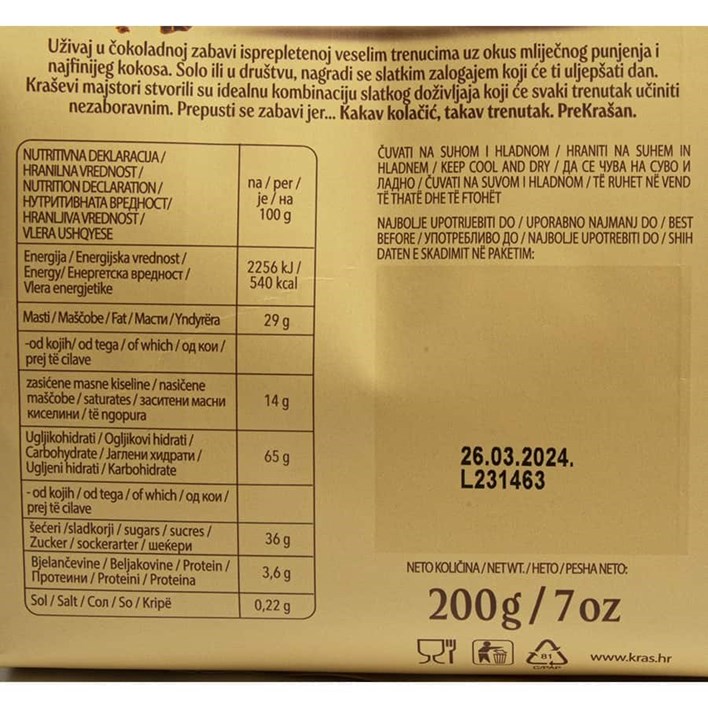 Uživaj u čokoladnoj zabavi isprepletenoj veselim trenucima uz okus mliječnog punjenja i
najfinijeg kokosa. Solo ili u društvu, nagradi se slatkim zalogajem koji će ti uljepšati dan.
Kraševi majstori stvorili su idealnu kombinaciju slatkog doživljaja koji će svaki trenutak učiniti
nezaboravnim. Prepusti se zabavi jer... Kakav kolačić, takav trenutak. PreKrašan.
NUTRITIVNA DEKLARACIJA /
HRANILNA VREDNOST /
NUTRITION DECLARATION /
НУТРИТИВНАТА ВРЕДНОСТ/
HRANLJIVA VREDNOST /
VLERA USHQYESE
na / per /
je / на
100 g
Energija / Energijska vrednost /
Energy/ Енергетска вредност /
Vlera energjetike
2256 kJ /
540 kcal
Masti / Maščobe / Fat / Масти / Yndyrëra
29 g
-od kojih/ od tega / of which / од кои /
prej të cilave
zasićene masne kiseline / nasičene
maščobe / saturates / заситени масни
киселини / të ngopura
14 g
Ugljikohidrati / Ogljikovi hidrati /
Carbohydrate / Јаглени хидрати /
Ugljeni hidrati / Karbohidrate
65 g
- od kojih / od tega / of which / од кои /
prej të cilave
šećeri /sladkorji / sugars / sucres /
Zucker / sockerarter / шеќери
36 g
Bjelančevine / Beljakovine / Protein /
Протеини / Proteini / Proteina
3,6 g
Sol / Salt / Сол / So / Kripë
0,22 g
ČUVATI NA SUHOM I HLADNOM / HRANITI NA SUHEM IN
HLADNEM / KEEP COOL AND DRY / ДА СЕ ЧУВА НА СУВО И
ЛАДНО / ČUVATI NA SUVOM I HLADNOM / TË RUHET NË VEND
TË THATË DHE TË FTOHËT
NAJBOLJE UPOTRIJEBITI DO / UPORABNO NAJMANJ DO / BEST
BEFORE / УПОТРЕБЛИВО ДО / NAJBOLJE UPOTREBITI DO / SHIH
DATEN E SKADIMIT NË PAKETIM:
26.03.2024.
L231463
NETO KOLIČINA / NET WT. / НЕТО / PESHA NETO:
200g / 7 oz
81
C/PAP
www.kras.hr